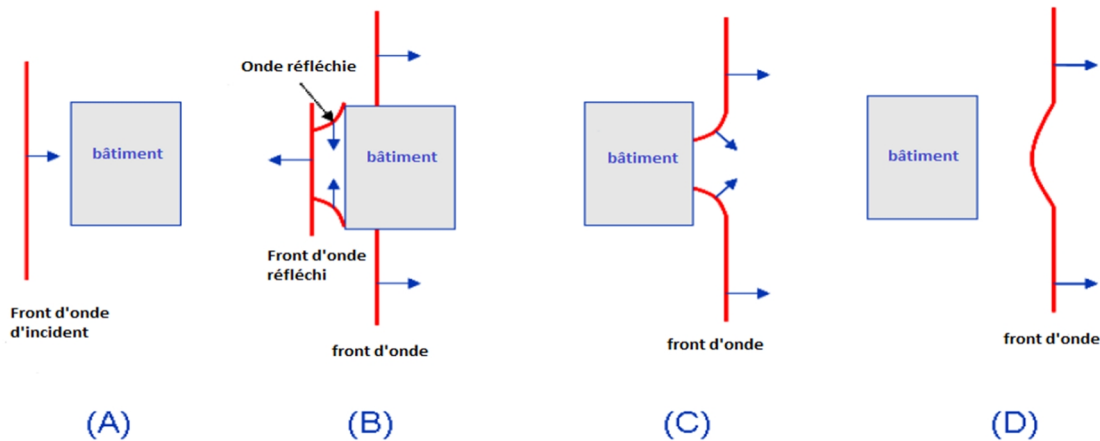 bâtiment
Front d'onde
d'incident
(A)
Onde réfléchie
bâtiment
Front d'onde
réfléchi
front d'onde
(B)
bâtiment
front d'onde
(C)
bâtiment
front d'onde
(D)